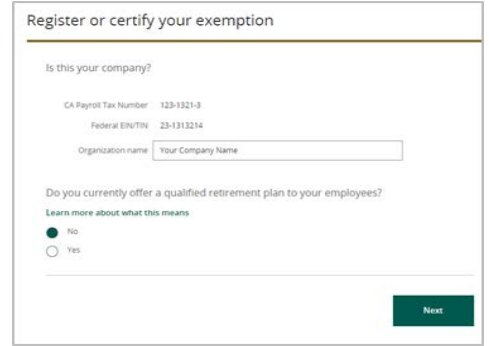 Register or certify your exemption
Is this your company?
CA Payroll Tax Number 123-1321-3
Federal EIN/TIN 23-1313214
Organization name Your Company Name
Do you currently offer a qualified retirement plan to your employees?
Learn more about what this means
No
Yes
Next